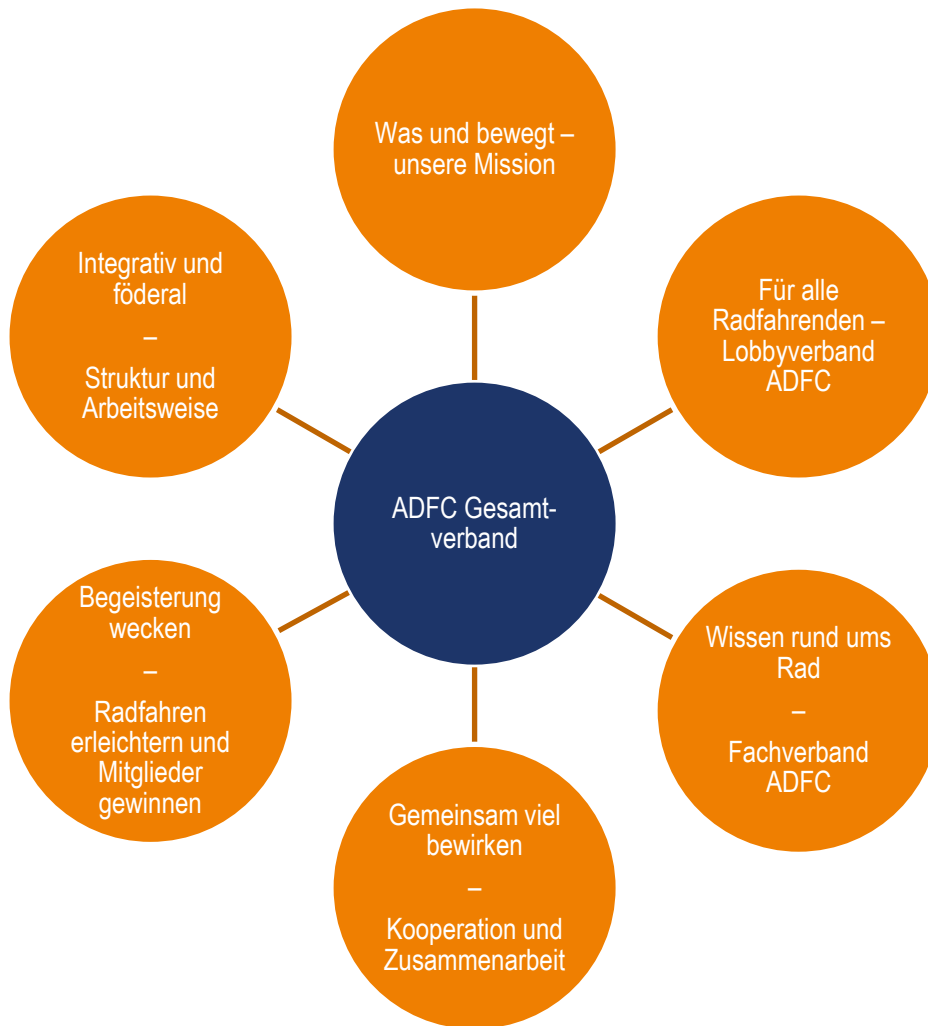 Was und bewegt –
unsere Mission
Für alle
Radfahrenden –
Lobbyverband
ADFC
Wissen rund ums
Rad
–
Fachverband
ADFC
Gemeinsam viel
bewirken
–
Kooperation und
Zusammenarbeit
Begeisterung
wecken
–
Radfahren
erleichtern und
Mitglieder
gewinnen
Integrativ und
föderal
–
Struktur und
Arbeitsweise
ADFC Gesamt-
verband